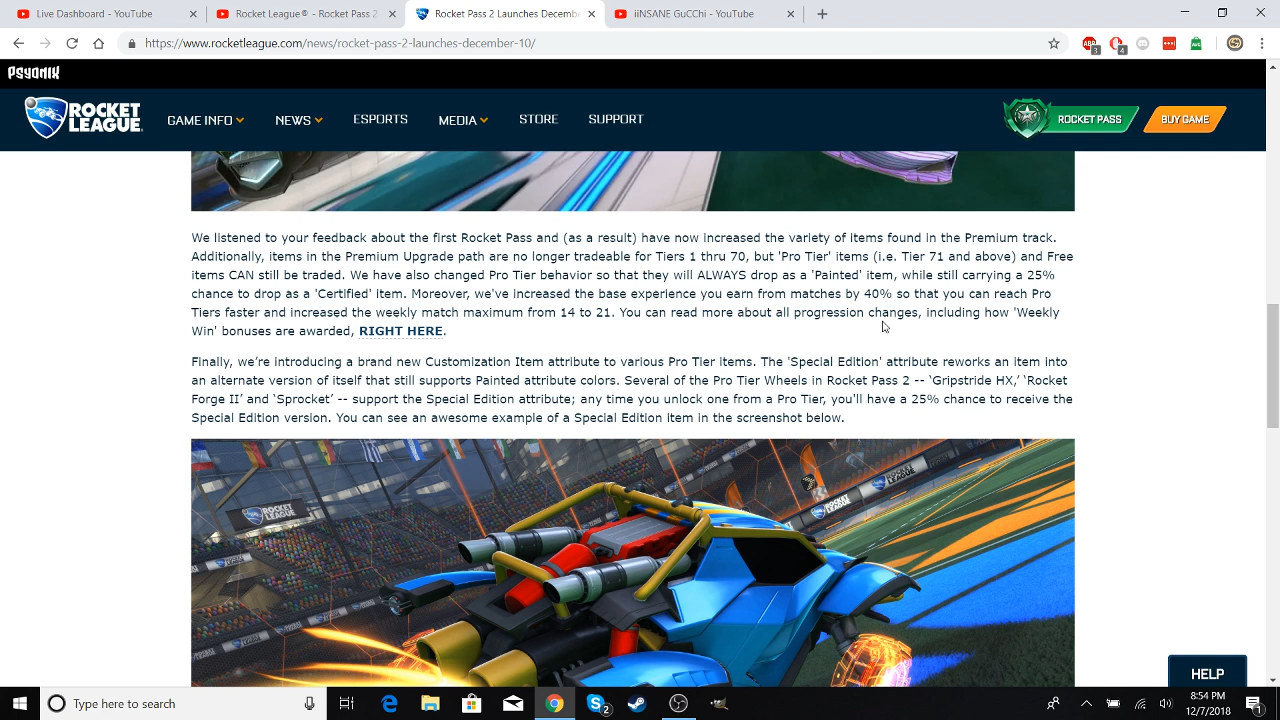 Live Dashboard - YouTube
Rocket League® - Rocket Pass 2
Rocket Pass 2 Launches Decembe
iiNSANE GuCChi - YouTube
https://www.rocketleague.com/news/rocket-pass-2-launches-december-10/
ABP
3
4
AVG
PSYONIX
ROCKET
LEAGUE
GAME INFO
NEWS
ESPORTS
MEDIA
STORE
SUPPORT
ROCKET PASS
BUY GAME
We listened to your feedback about the first Rocket Pass and (as a result) have now increased the variety of items found in the Premium track.
Additionally, items in the Premium Upgrade path are no longer tradeable for Tiers 1 thru 70, but 'Pro Tier' items (i.e. Tier 71 and above) and Free
items CAN still be traded. We have also changed Pro Tier behavior so that they will ALWAYS drop as a 'Painted' item, while still carrying a 25%
chance to drop as a 'Certified' item. Moreover, we've increased the base experience you earn from matches by 40% so that you can reach Pro
Tiers faster and increased the weekly match maximum from 14 to 21. You can read more about all progression changes, including how 'Weekly
Win' bonuses are awarded, RIGHT HERE.
Finally, we’re introducing a brand new Customization Item attribute to various Pro Tier items. The 'Special Edition' attribute reworks an item into
an alternate version of itself that still supports Painted attribute colors. Several of the Pro Tier Wheels in Rocket Pass 2 -- ‘Gripstride HX,’ ‘Rocket
Forge II’ and ‘Sprocket’ -- support the Special Edition attribute; any time you unlock one from a Pro Tier, you'll have a 25% chance to receive the
Special Edition version. You can see an awesome example of a Special Edition item in the screenshot below.
ROCKET
LEAGUE
ROCKET
LEAGUE
ROCKET
LEAGUE
HELP
Type here to search
2
8:54 PM
12/7/2018
1